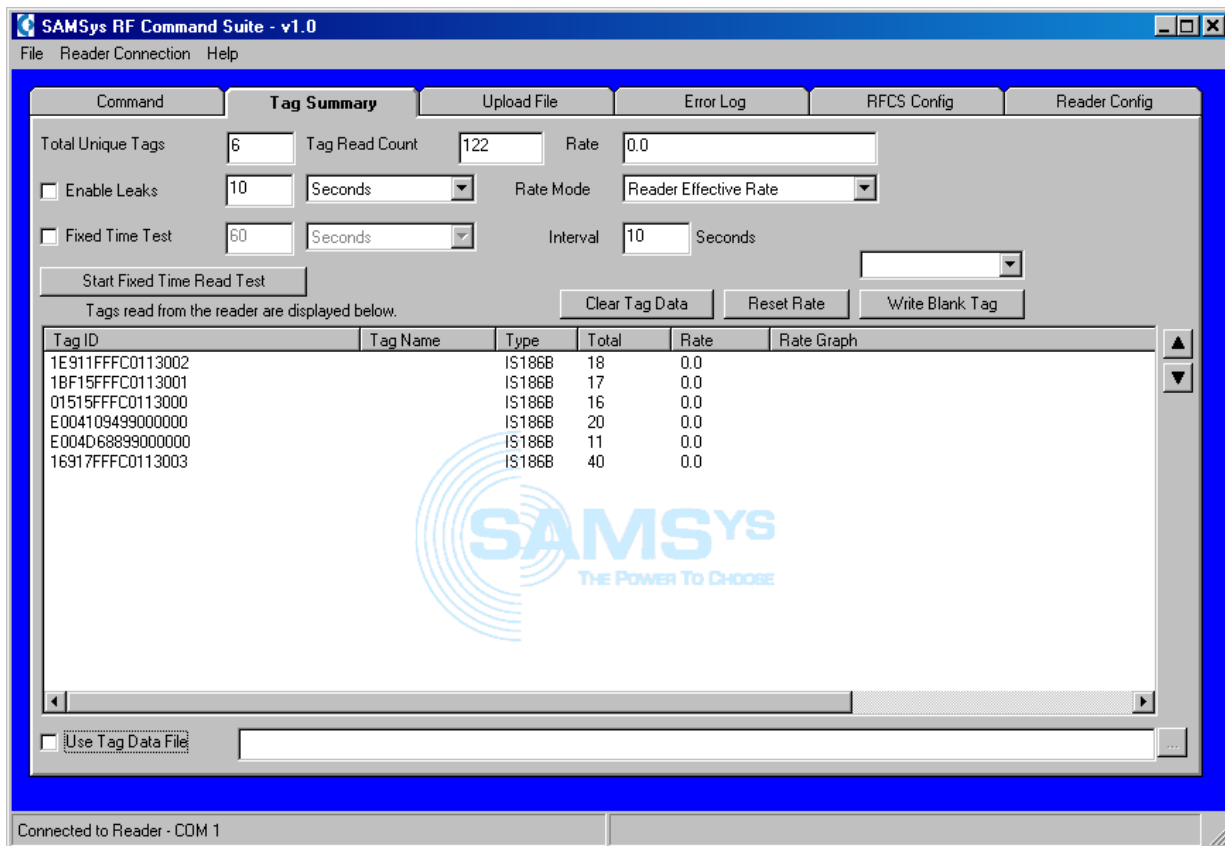 SAMSys RF Command Suite - v1.0
File Reader Connection Help
Command Tag Summary Upload File Error Log RFCS Config Reader Config
Total Unique Tags 6 Tag Read Count 122 Rate 0.0
Enable Leaks 10 Seconds Rate Mode Reader Effective Rate
Fixed Time Test 60 Seconds Interval 10 Seconds
Start Fixed Time Read Test
Tags read from the reader are displayed below. Clear Tag Data Reset Rate Write Blank Tag
Tag ID Tag Name Type Total Rate Rate Graph
1E911FFFC0113002 IS186B 18 0.0
1BF15FFFC0113001 IS186B 17 0.0
01515FFFC0113000 IS186B 16 0.0
E004109499000000 IS186B 20 0.0
E004D68899000000 IS186B 11 0.0
16917FFFC0113003 IS186B 40 0.0
SAMSYS
THE POWER TO CHOOSE
Use Tag Data File ...
Connected to Reader - COM 1